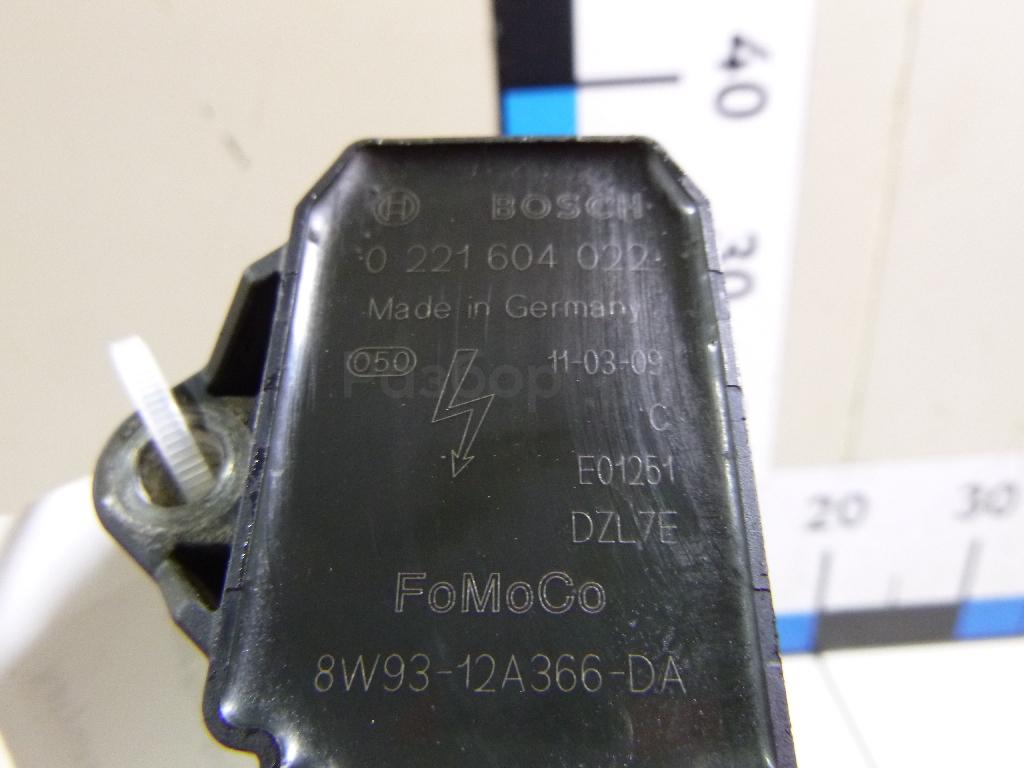 BOSCH
0 221 604 022
Made in Germany
050 11-03-09
Разбор
C
E01251
DZL7E
FoMoCo
8W93-12A366-DA
40
30
20 30